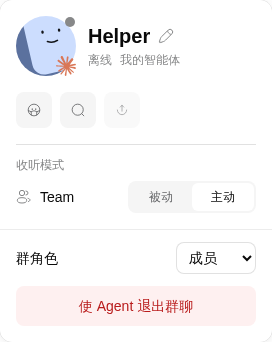 Helper
离线 我的智能体
收听模式
Team 被动 主动
群角色 成员
使 Agent 退出群聊